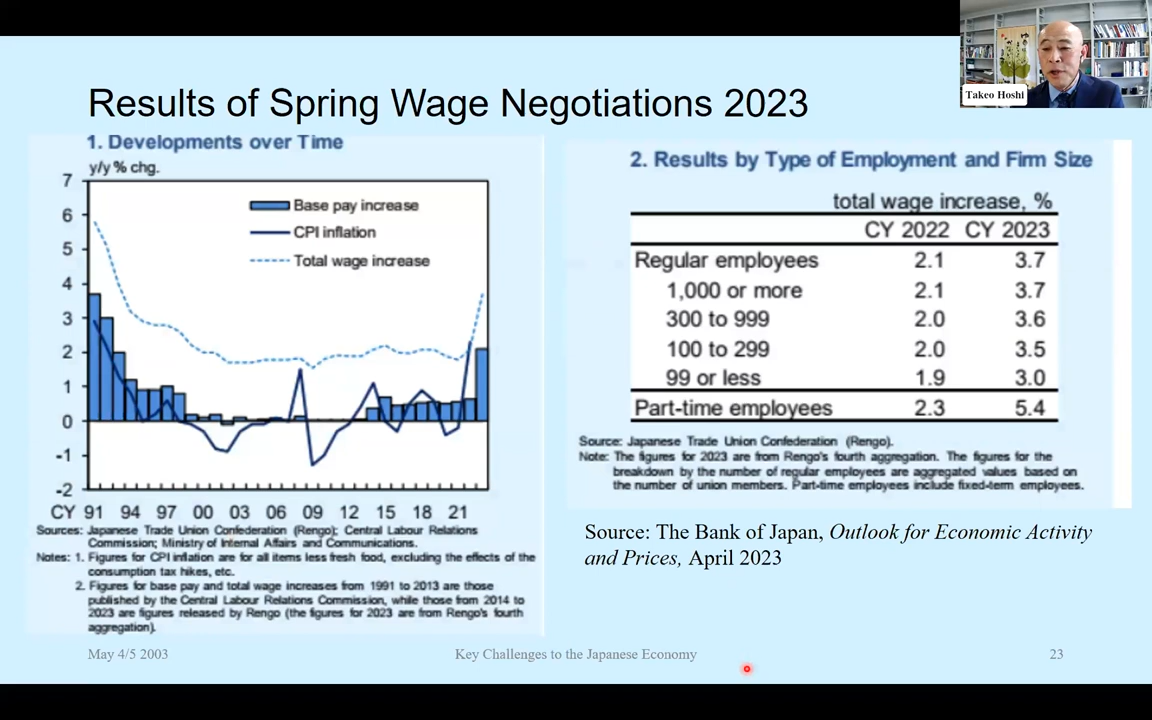 Takeo Hoshi
Results of Spring Wage Negotiations 2023
1. Developments over Time
y/y % chg.
7
6
5
4
3
2
1
0
-1
-2
Base pay increase
CPI inflation
Total wage increase
CY 91 94 97 00 03 06 09 12 15 18 21
Sources: Japanese Trade Union Confederation (Rengo); Central Labour Relations
Commission; Ministry of Internal Affairs and Communications.
Notes: 1. Figures for CPI inflation are for all items less fresh food, excluding the effects of the
consumption tax hikes, etc.
2. Figures for base pay and total wage increases from 1991 to 2013 are those
published by the Central Labour Relations Commission, while those from 2014 to
2023 are figures released by Rengo (the figures for 2023 are from Rengo's fourth
aggregation).
2. Results by Type of Employment and Firm Size
total wage increase, %
CY 2022 CY 2023
Regular employees 2.1 3.7
1,000 or more 2.1 3.7
300 to 999 2.0 3.6
100 to 299 2.0 3.5
99 or less 1.9 3.0
Part-time employees 2.3 5.4
Source: Japanese Trade Union Confederation (Rengo).
Note: The figures for 2023 are from Rengo's fourth aggregation. The figures for the
breakdown by the number of regular employees are aggregated values based on
the number of union members. Part-time employees include fixed-term employees.
Source: The Bank of Japan, Outlook for Economic Activity
and Prices, April 2023
May 4/5 2003
Key Challenges to the Japanese Economy
23